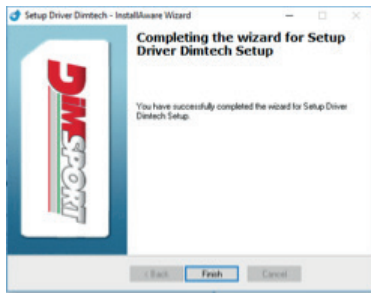 Setup Driver Dimtech - InstallAware Wizard
Completing the wizard for Setup
Driver Dimtech Setup
You have successfully completed the wizard for Setup Driver
Dimtech Setup.
DIMSPORT
< Back Finish Cancel